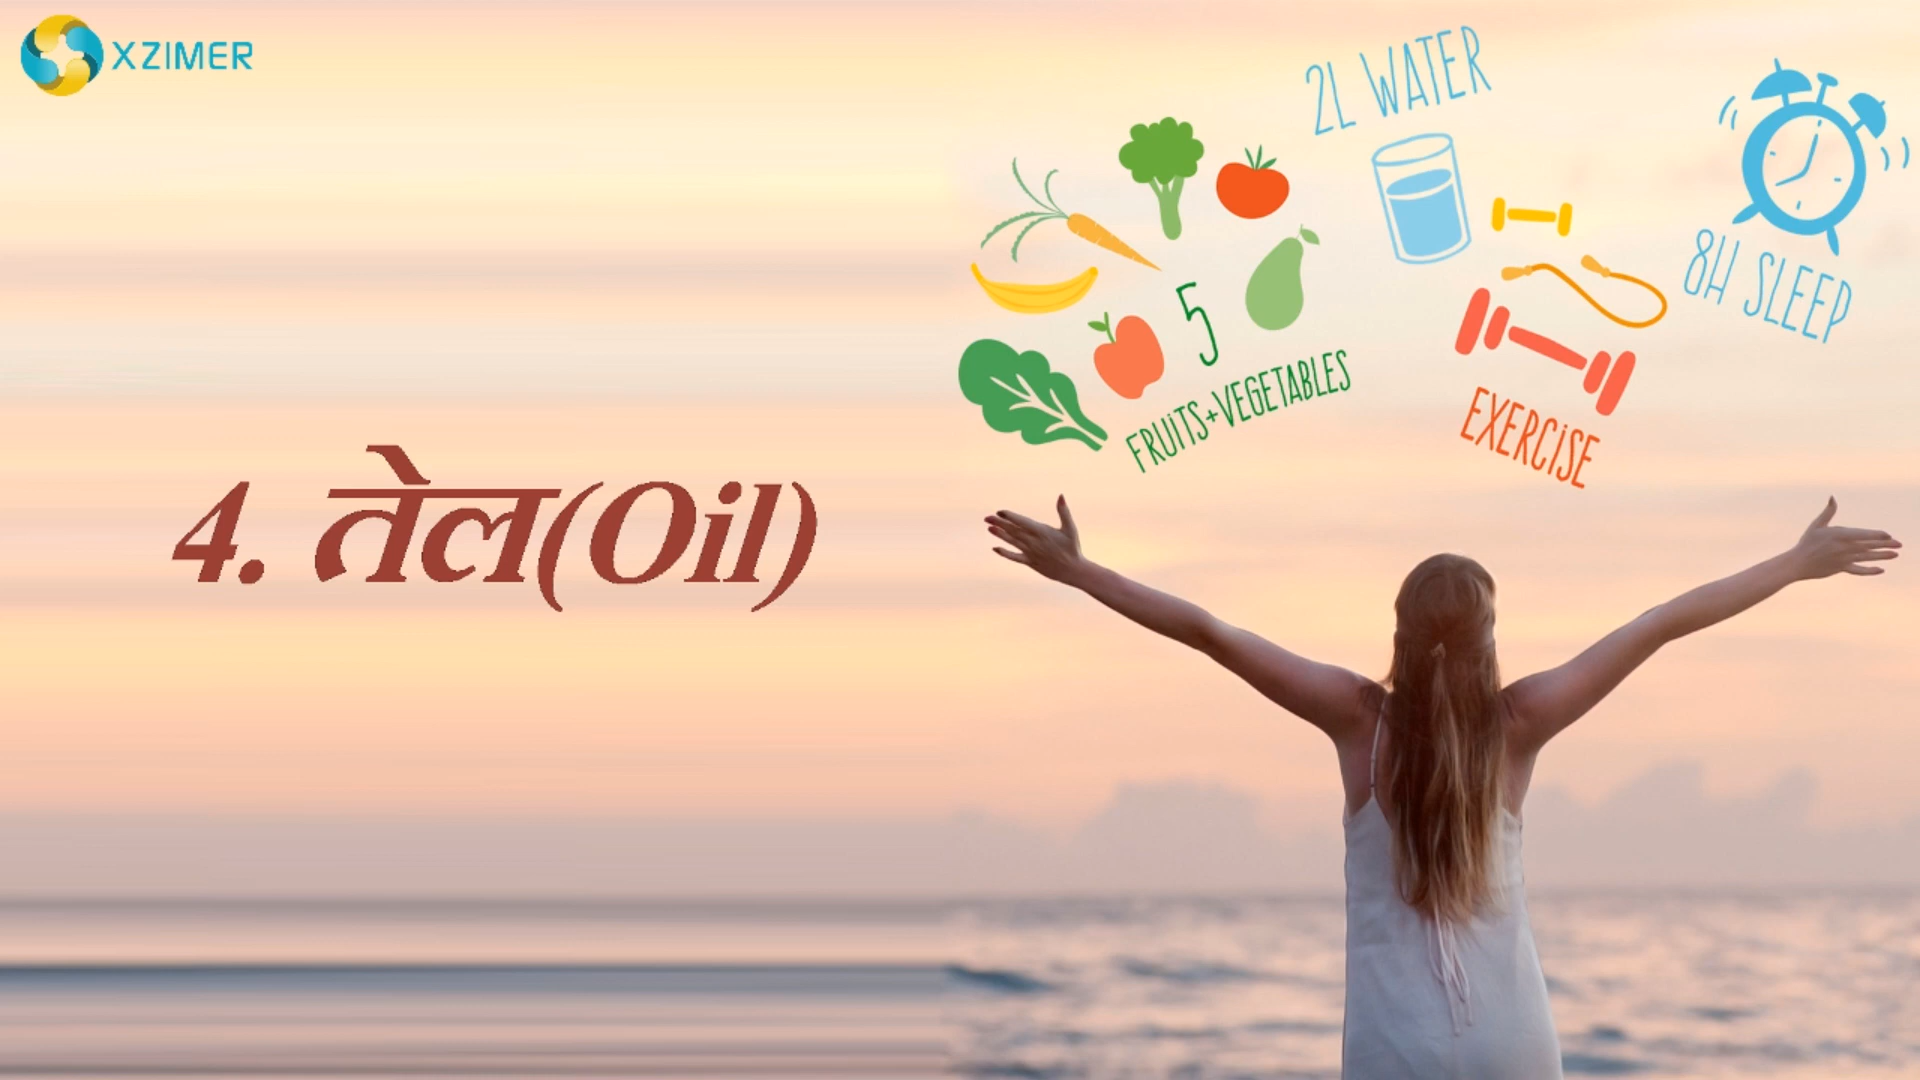 XZIMER
2L WATER
8H SLEEP
5
FRUITS+VEGETABLES
EXERCISE
4. तेल(Oil)